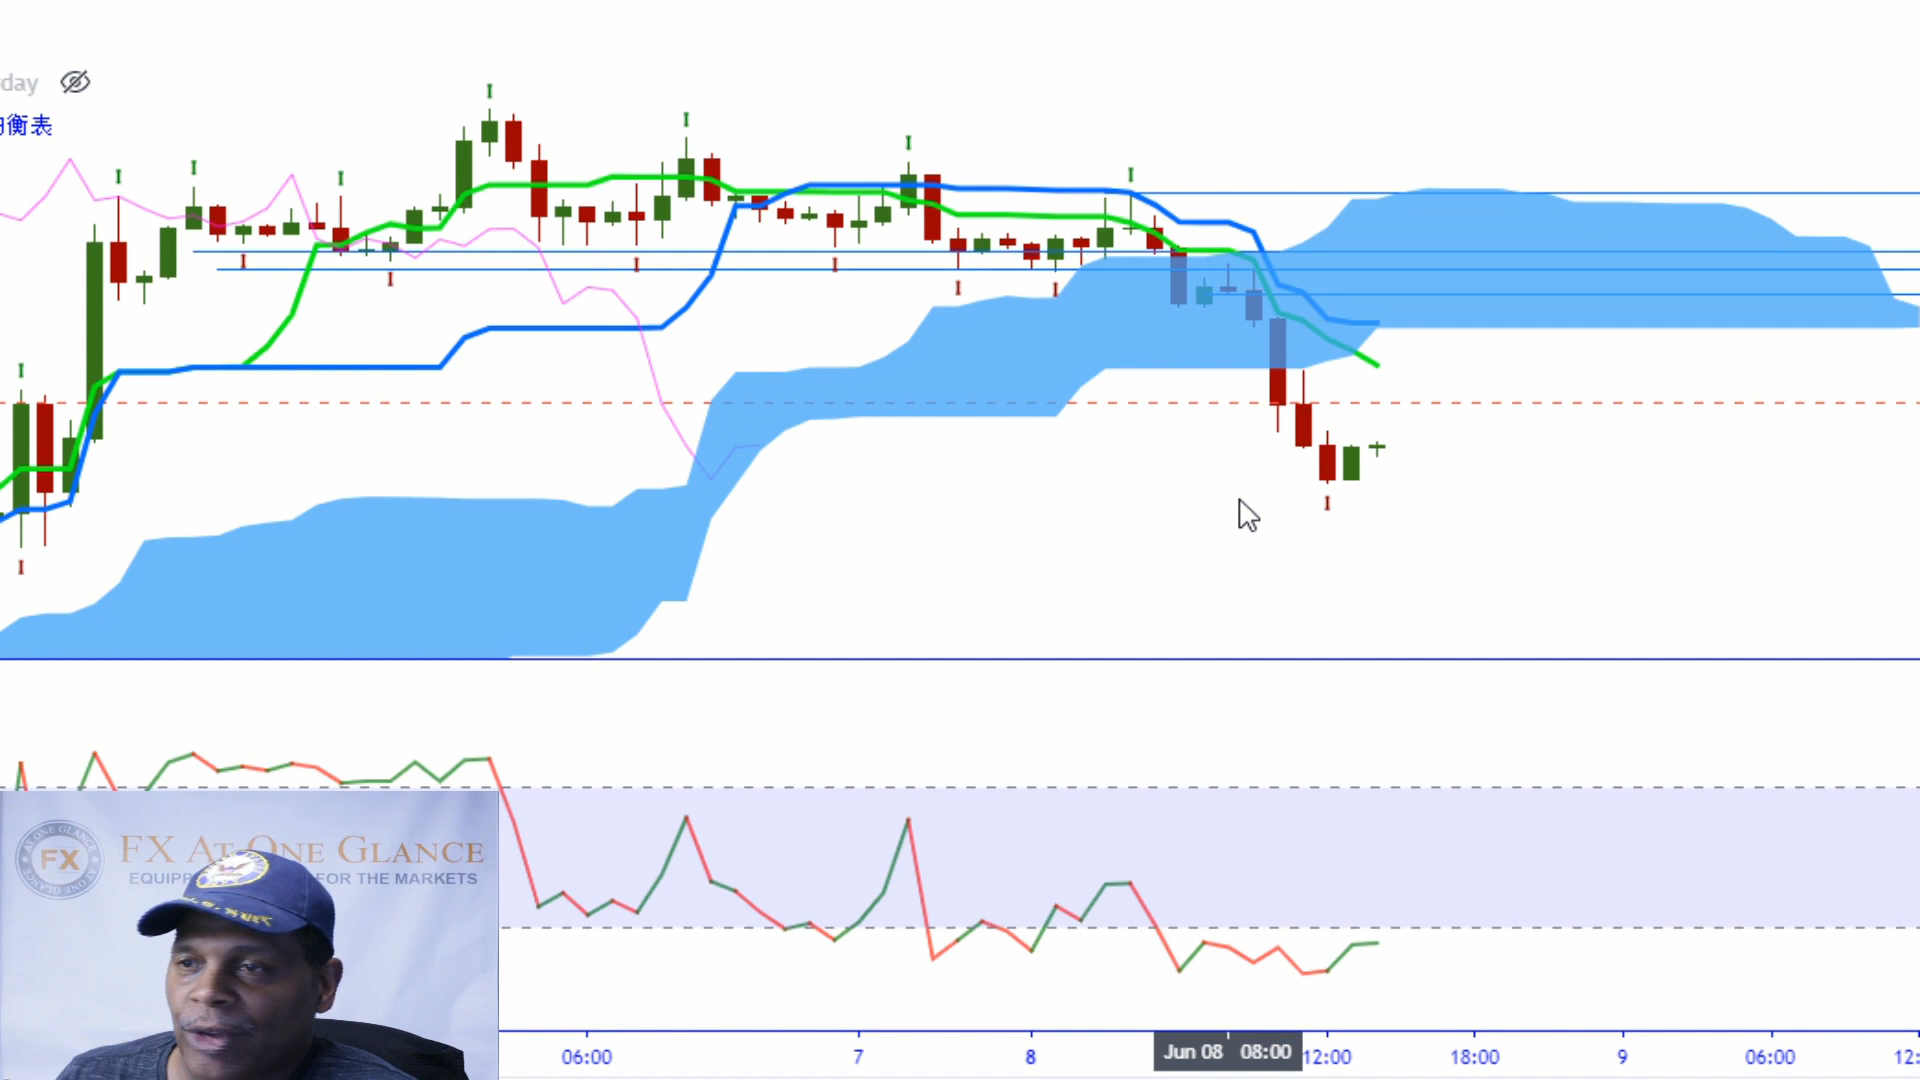 day
衡表
FX AT ONE GLANCE
FX
FOR THE MARKETS
06:00
7
8
Jun 08 08:00
12:00
18:00
9
06:00
12: